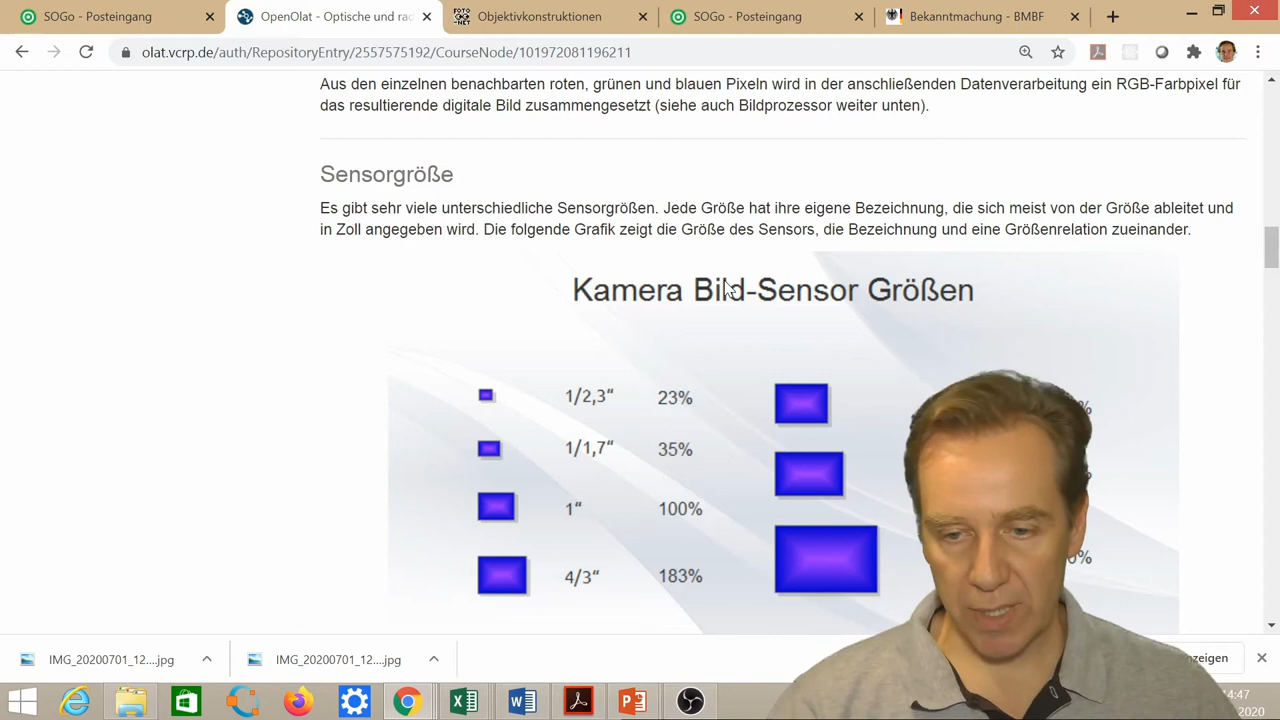 SOGo - Posteingang
OpenOlat - Optische und rad
Objektivkonstruktionen
SOGo - Posteingang
Bekanntmachung - BMBF
olat.vcrp.de/auth/RepositoryEntry/2557575192/CourseNode/101972081196211
Aus den einzelnen benachbarten roten, grünen und blauen Pixeln wird in der anschließenden Datenverarbeitung ein RGB-Farbpixel für
das resultierende digitale Bild zusammengesetzt (siehe auch Bildprozessor weiter unten).
Sensorgröße
Es gibt sehr viele unterschiedliche Sensorgrößen. Jede Größe hat ihre eigene Bezeichnung, die sich meist von der Größe ableitet und
in Zoll angegeben wird. Die folgende Grafik zeigt die Größe des Sensors, die Bezeichnung und eine Größenrelation zueinander.
Kamera Bild-Sensor Größen
1/2,3“ 23%
1/1,7“ 35%
1“ 100%
4/3“ 183%
IMG_20200701_12....jpg
IMG_20200701_12....jpg
14:47
2020